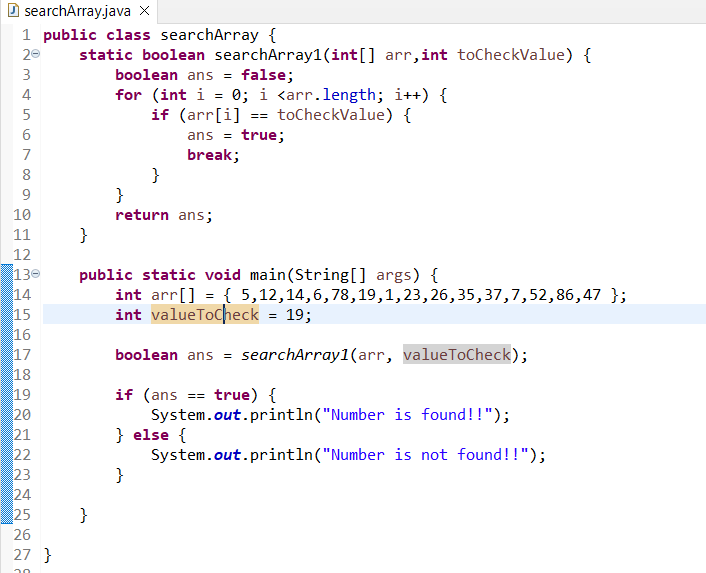 searchArray.java
1 public class searchArray {
2 static boolean searchArray1(int[] arr,int toCheckValue) {
3 boolean ans = false;
4 for (int i = 0; i <arr.length; i++) {
5 if (arr[i] == toCheckValue) {
6 ans = true;
7 break;
8 }
9 }
10 return ans;
11 }
12
13 public static void main(String[] args) {
14 int arr[] = { 5,12,14,6,78,19,1,23,26,35,37,7,52,86,47 };
15 int valueToCheck = 19;
16
17 boolean ans = searchArray1(arr, valueToCheck);
18
19 if (ans == true) {
20 System.out.println("Number is found!!");
21 } else {
22 System.out.println("Number is not found!!");
23 }
24
25 }
26
27 }
28